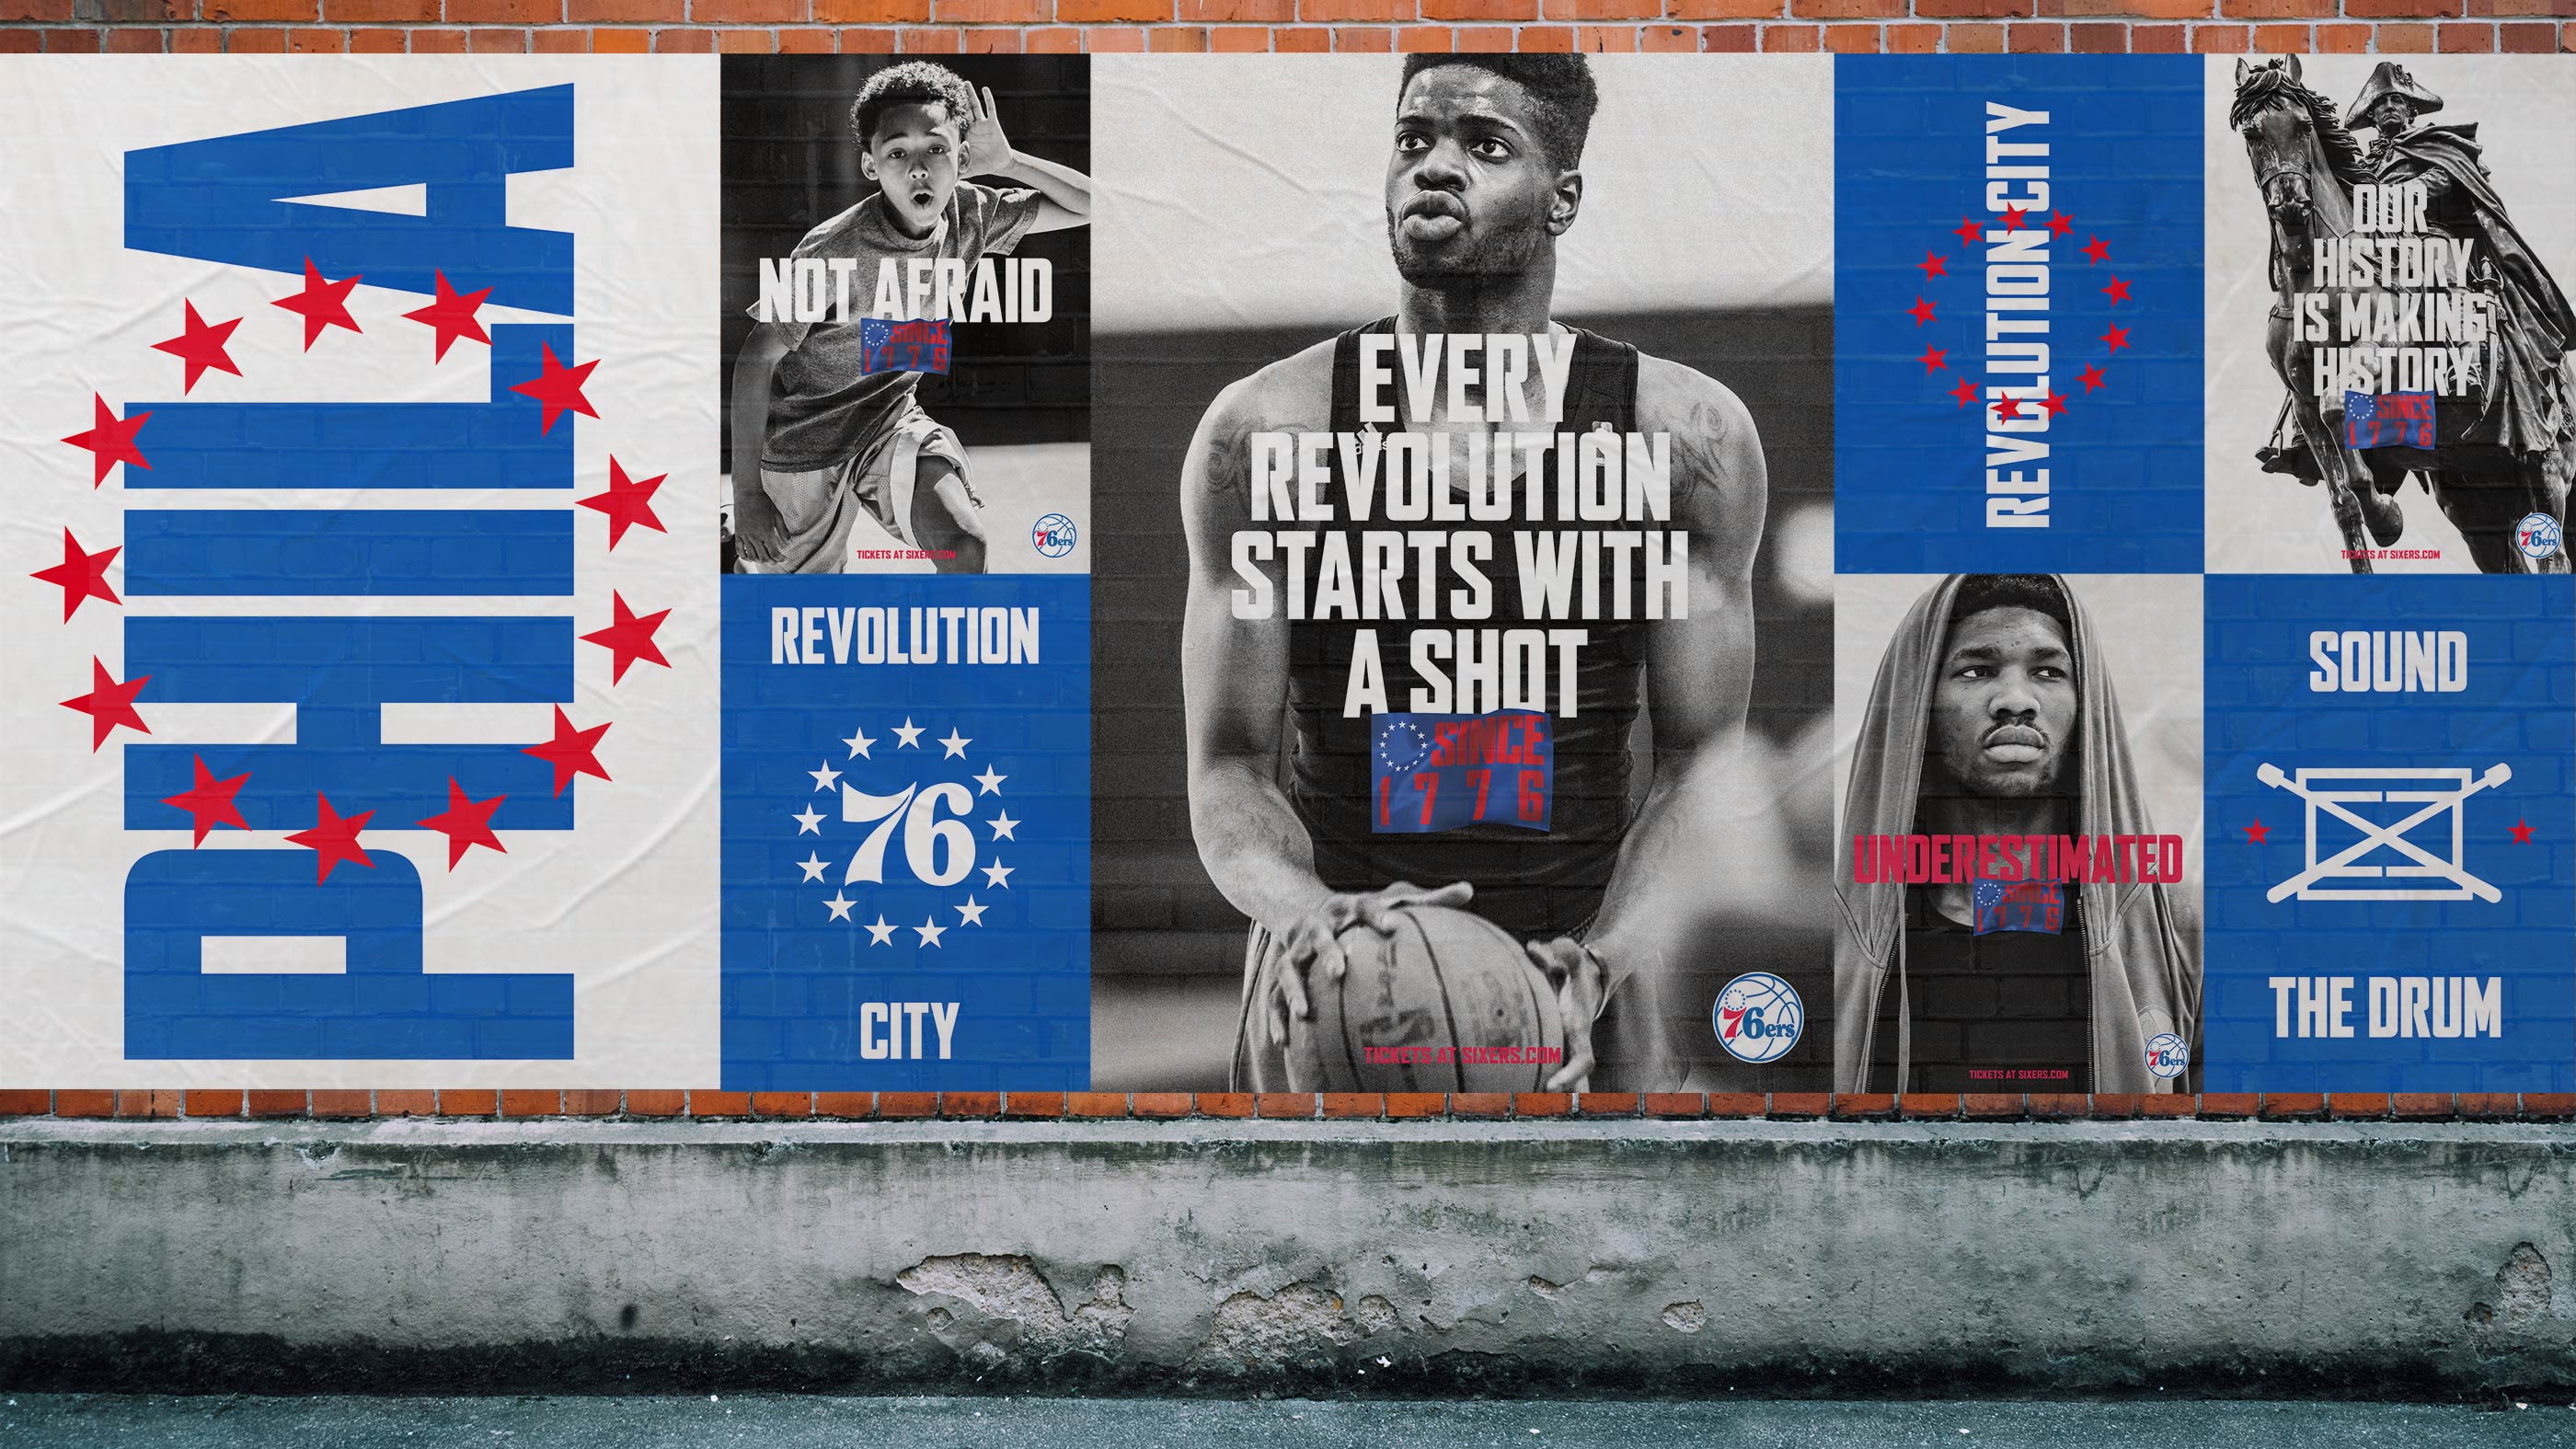 PHILA
NOT AFRAID
SINCE
1776
TICKETS AT SIXERS.COM
76ers
REVOLUTION
76
CITY
EVERY
REVOLUTION
STARTS WITH
A SHOT
SINCE
1776
TICKETS AT SIXERS.COM
76ers
REVOLUTION CITY
UNDERESTIMATED
SINCE
1776
TICKETS AT SIXERS.COM
76ers
OUR
HISTORY
IS MAKING
HISTORY
SINCE
1776
TICKETS AT SIXERS.COM
76ers
SOUND
THE DRUM